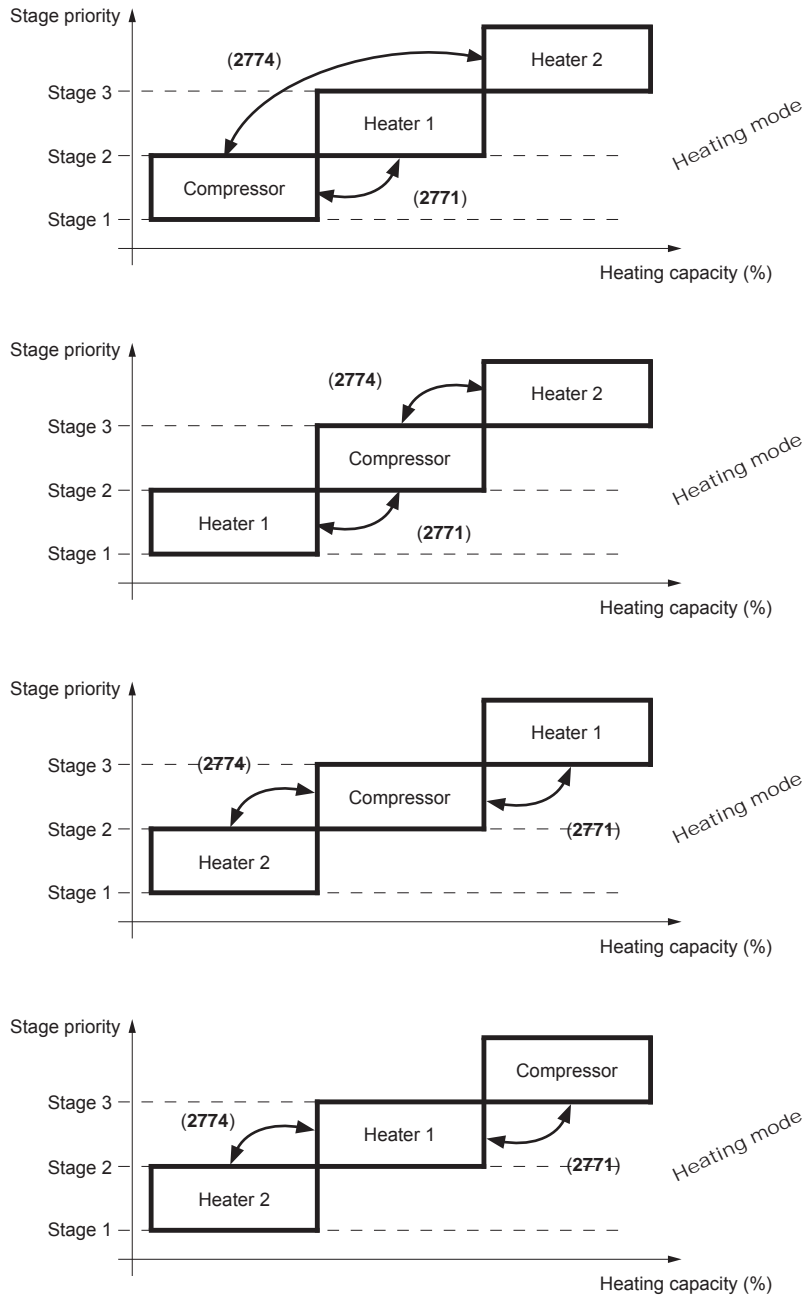 Stage priority
Heater 2
(2774)
Stage 3
Heater 1
Heating mode
Stage 2
Compressor
(2771)
Stage 1
Heating capacity (%)
Stage priority
(2774)
Heater 2
Stage 3
Compressor
Heating mode
Stage 2
Heater 1
(2771)
Stage 1
Heating capacity (%)
Stage priority
Heater 1
Stage 3
(2774)
Compressor
Heating mode
Stage 2
(2771)
Heater 2
Stage 1
Heating capacity (%)
Stage priority
Compressor
Stage 3
(2774)
Heater 1
Heating mode
Stage 2
(2771)
Heater 2
Stage 1
Heating capacity (%)